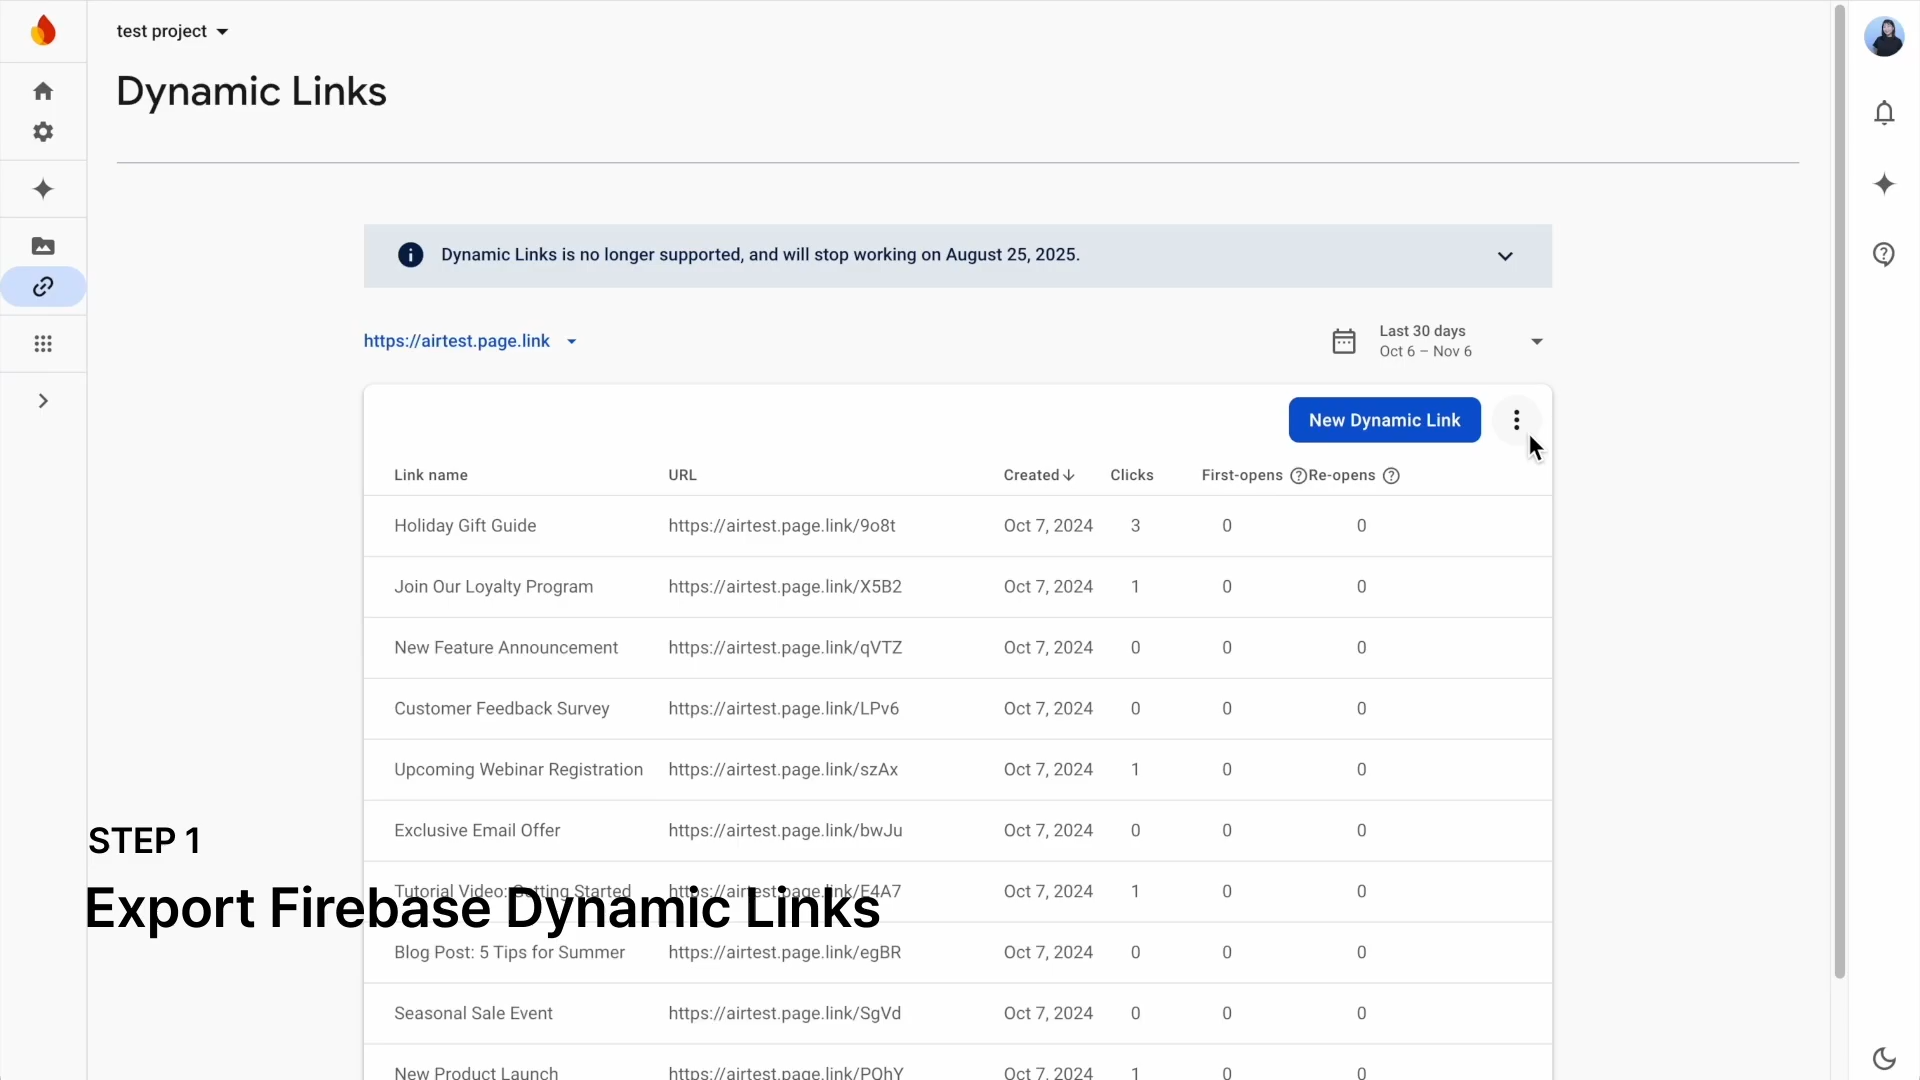 test project
Dynamic Links
Dynamic Links is no longer supported, and will stop working on August 25, 2025.
https://airtest.page.link
Last 30 days
Oct 6 – Nov 6
New Dynamic Link
Link name URL Created Clicks First-opens Re-opens
Holiday Gift Guide https://airtest.page.link/9o8t Oct 7, 2024 3 0 0
Join Our Loyalty Program https://airtest.page.link/X5B2 Oct 7, 2024 1 0 0
New Feature Announcement https://airtest.page.link/qVTZ Oct 7, 2024 0 0 0
Customer Feedback Survey https://airtest.page.link/LPv6 Oct 7, 2024 0 0 0
Upcoming Webinar Registration https://airtest.page.link/szAx Oct 7, 2024 1 0 0
Exclusive Email Offer https://airtest.page.link/bwJu Oct 7, 2024 0 0 0
STEP 1
Tutorial Video: Getting Started https://airtest.page.link/E4A7 Oct 7, 2024 1 0 0
Export Firebase Dynamic Links
Blog Post: 5 Tips for Summer https://airtest.page.link/egBR Oct 7, 2024 0 0 0
Seasonal Sale Event https://airtest.page.link/SgVd Oct 7, 2024 0 0 0
New Product Launch https://airtest.page.link/PQhY Oct 7, 2024 1 0 0